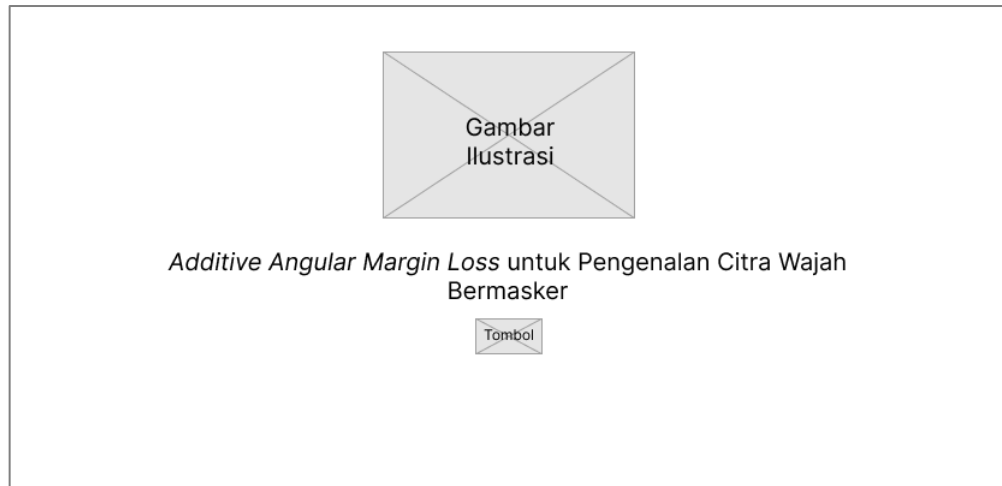 Gambar
Ilustrasi
Additive Angular Margin Loss untuk Pengenalan Citra Wajah
Bermasker
Tombol